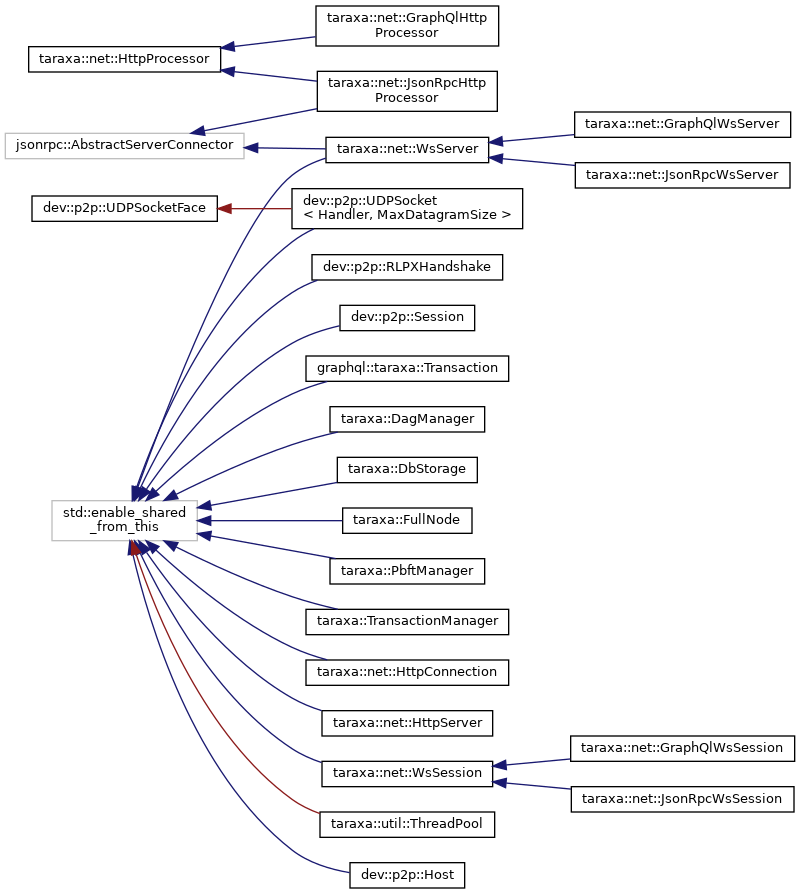 taraxa::net::GraphQlHttp
Processor
taraxa::net::HttpProcessor
taraxa::net::JsonRpcHttp
Processor
jsonrpc::AbstractServerConnector
taraxa::net::WsServer
taraxa::net::GraphQlWsServer
taraxa::net::JsonRpcWsServer
dev::p2p::UDPSocketFace
dev::p2p::UDPSocket
< Handler, MaxDatagramSize >
dev::p2p::RLPXHandshake
dev::p2p::Session
graphql::taraxa::Transaction
taraxa::DagManager
taraxa::DbStorage
std::enable_shared
_from_this
taraxa::FullNode
taraxa::PbftManager
taraxa::TransactionManager
taraxa::net::HttpConnection
taraxa::net::HttpServer
taraxa::net::WsSession
taraxa::net::GraphQlWsSession
taraxa::net::JsonRpcWsSession
taraxa::util::ThreadPool
dev::p2p::Host